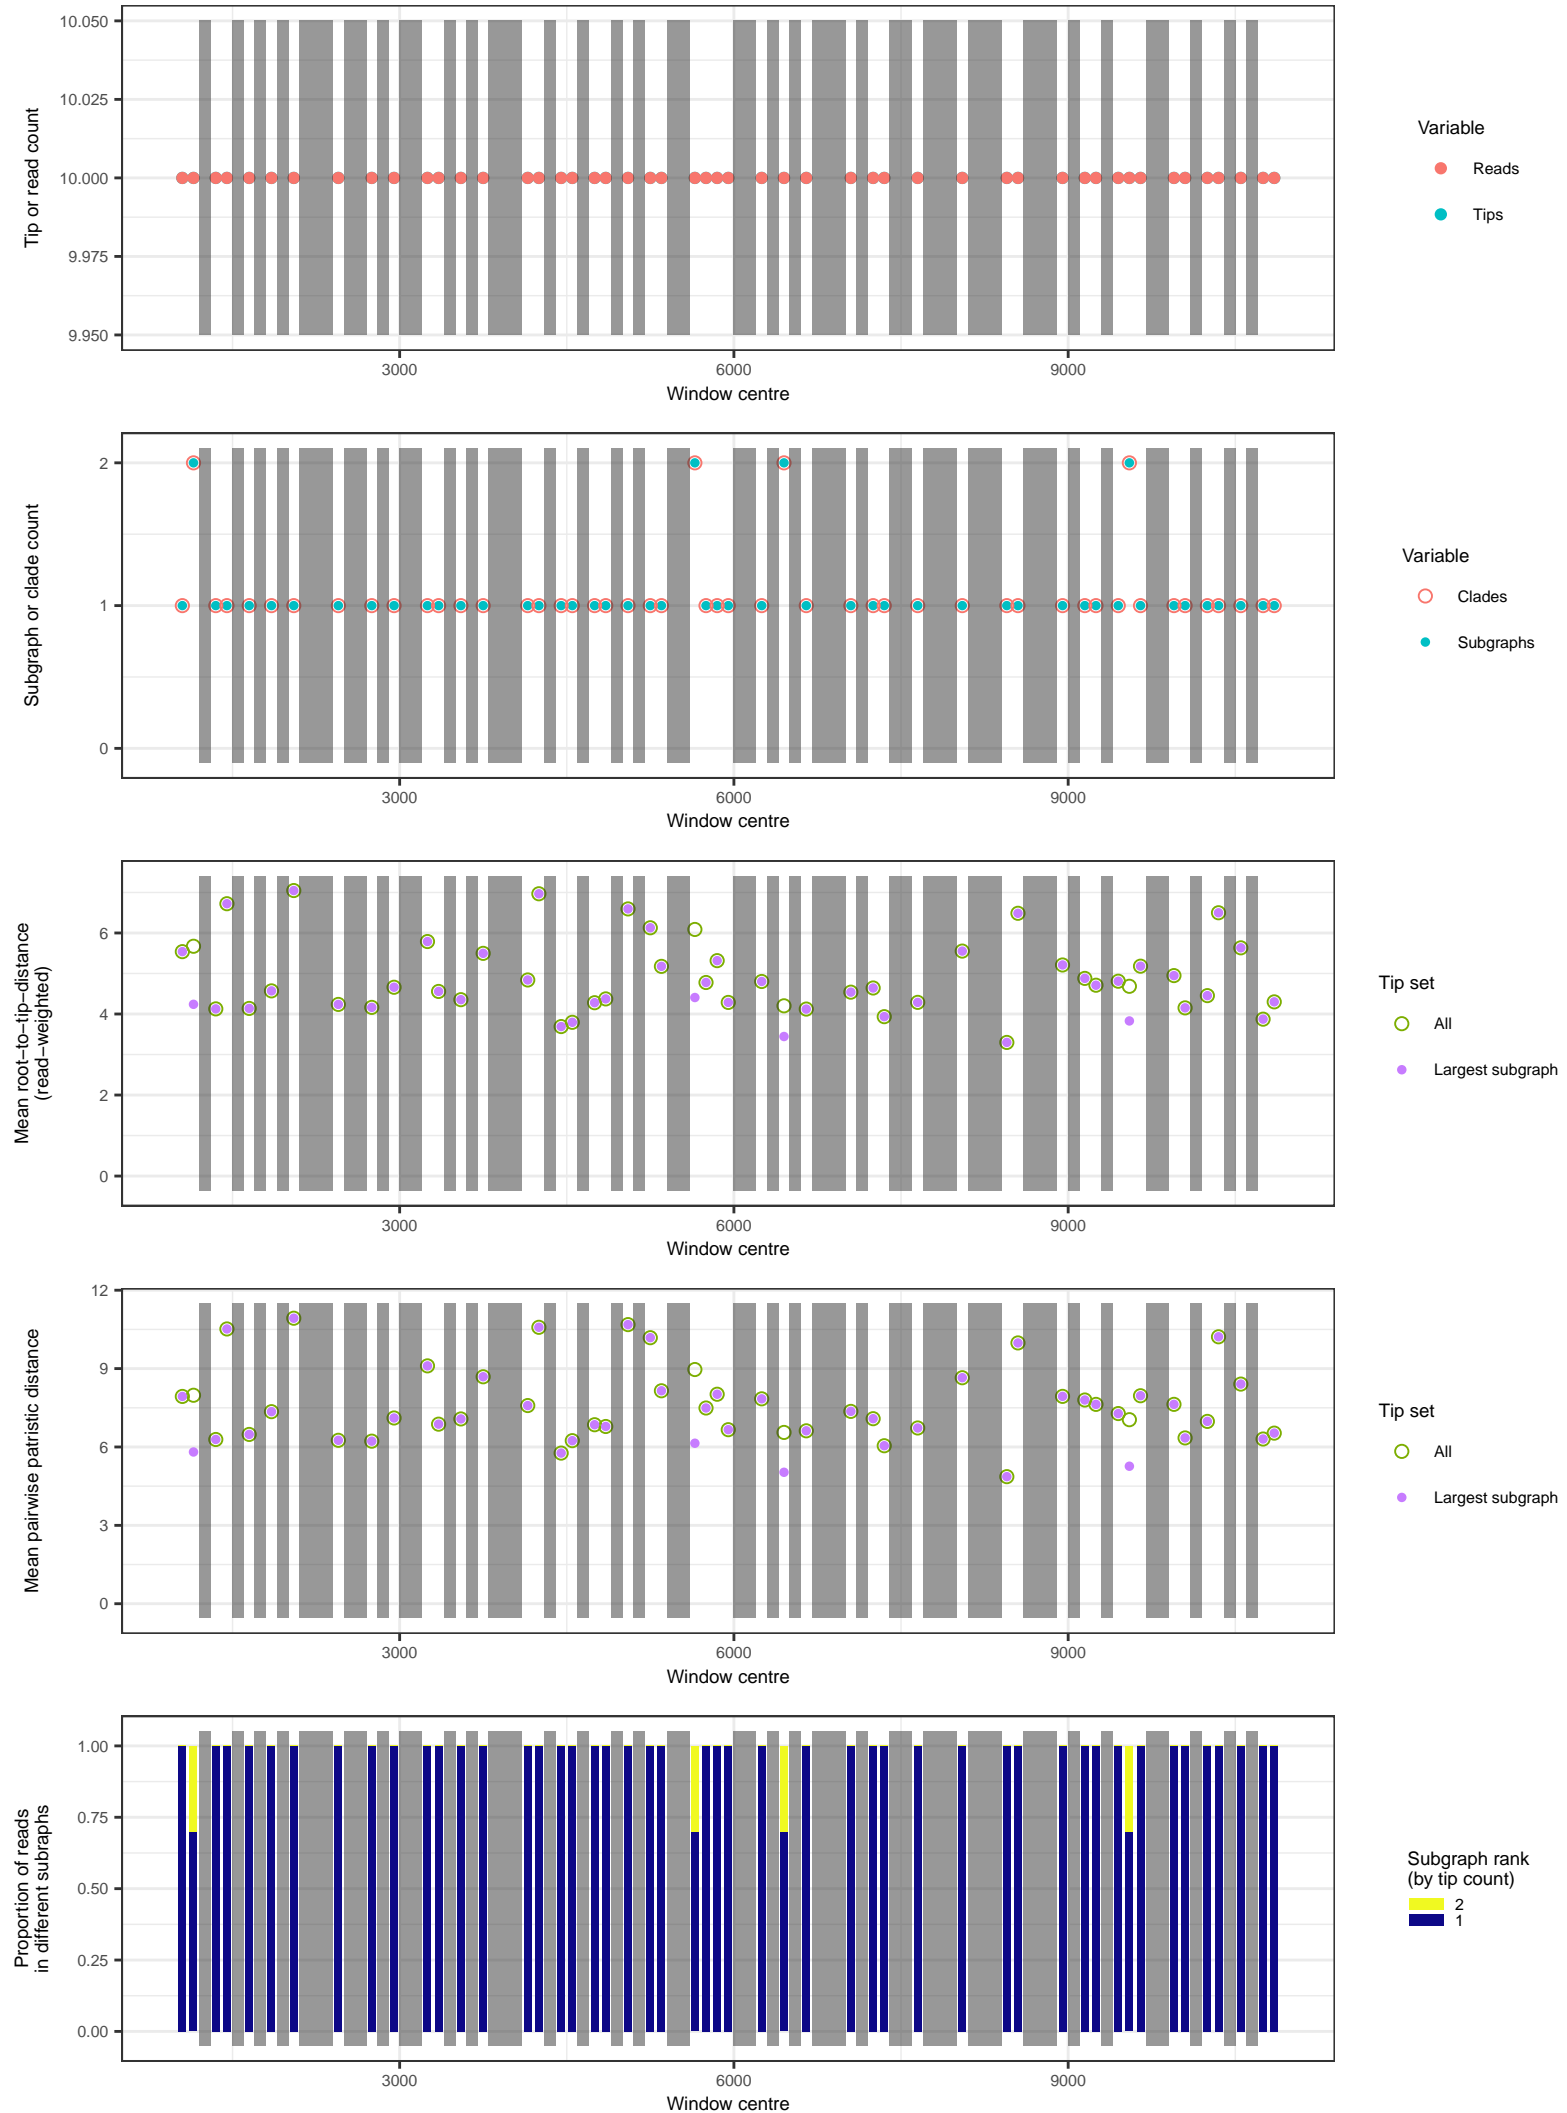 10.050
10.025
10.000
9.975
9.950
Tip or read count
3000 6000 9000
Window centre
Variable
Reads
Tips
2
1
0
Subgraph or clade count
3000 6000 9000
Window centre
Variable
Clades
Subgraphs
6
4
2
0
Mean root−to−tip−distance
(read−weighted)
3000 6000 9000
Window centre
Tip set
All
Largest subgraph
12
9
6
3
0
Mean pairwise patristic distance
3000 6000 9000
Window centre
Tip set
All
Largest subgraph
1.00
0.75
0.50
0.25
0.00
Proportion of reads
in different subraphs
3000 6000 9000
Window centre
Subgraph rank
(by tip count)
2
1